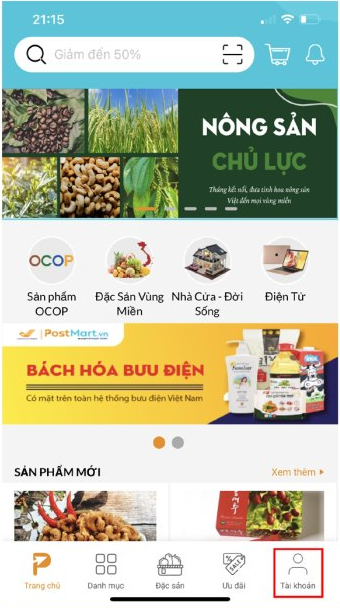 21:15
Giảm đến 50%
NÔNG SẢN
CHỦ LỰC
Tháng kết nối, đưa tinh hoa nông sản
Việt đến mọi vùng miền
OCOP
Sản phẩm
OCOP
Đặc Sản Vùng
Miền
Nhà Cửa - Đời
Sống
Điện Tử
PostMart.vn
BÁCH HÓA BƯU ĐIỆN
Có mặt trên toàn hệ thống bưu điện Việt Nam
SẢN PHẨM MỚI
Xem thêm
Trang chủ
Danh mục
Đặc sản
SALE
Ưu đãi
Tài khoản